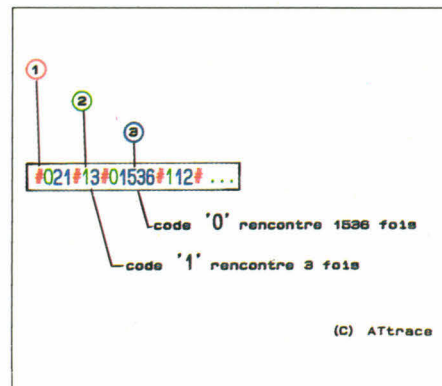 1
2
3
#021#13#01536#112# ...
code '0' rencontre 1536 fois
code '1' rencontre 3 fois
(C) ATtrace